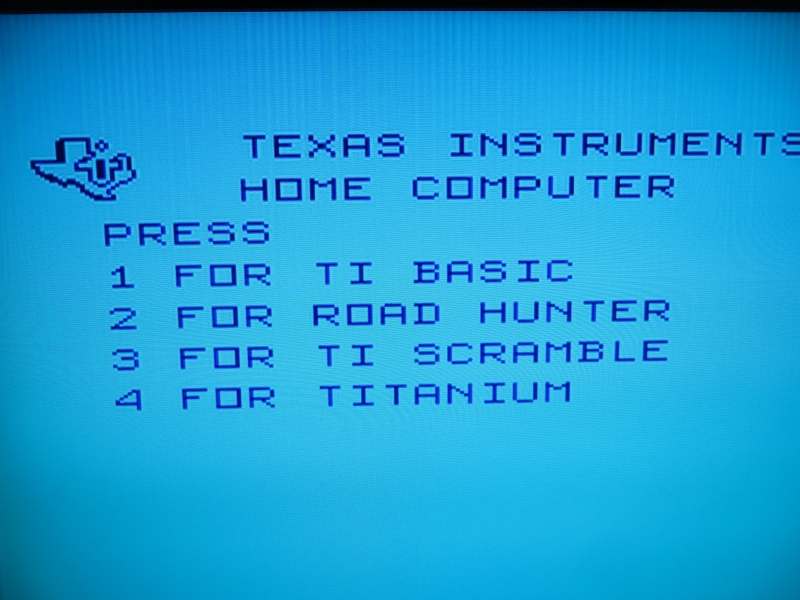 TEXAS INSTRUMENTS
HOME COMPUTER
PRESS
1 FOR TI BASIC
2 FOR ROAD HUNTER
3 FOR TI SCRAMBLE
4 FOR TITANIUM